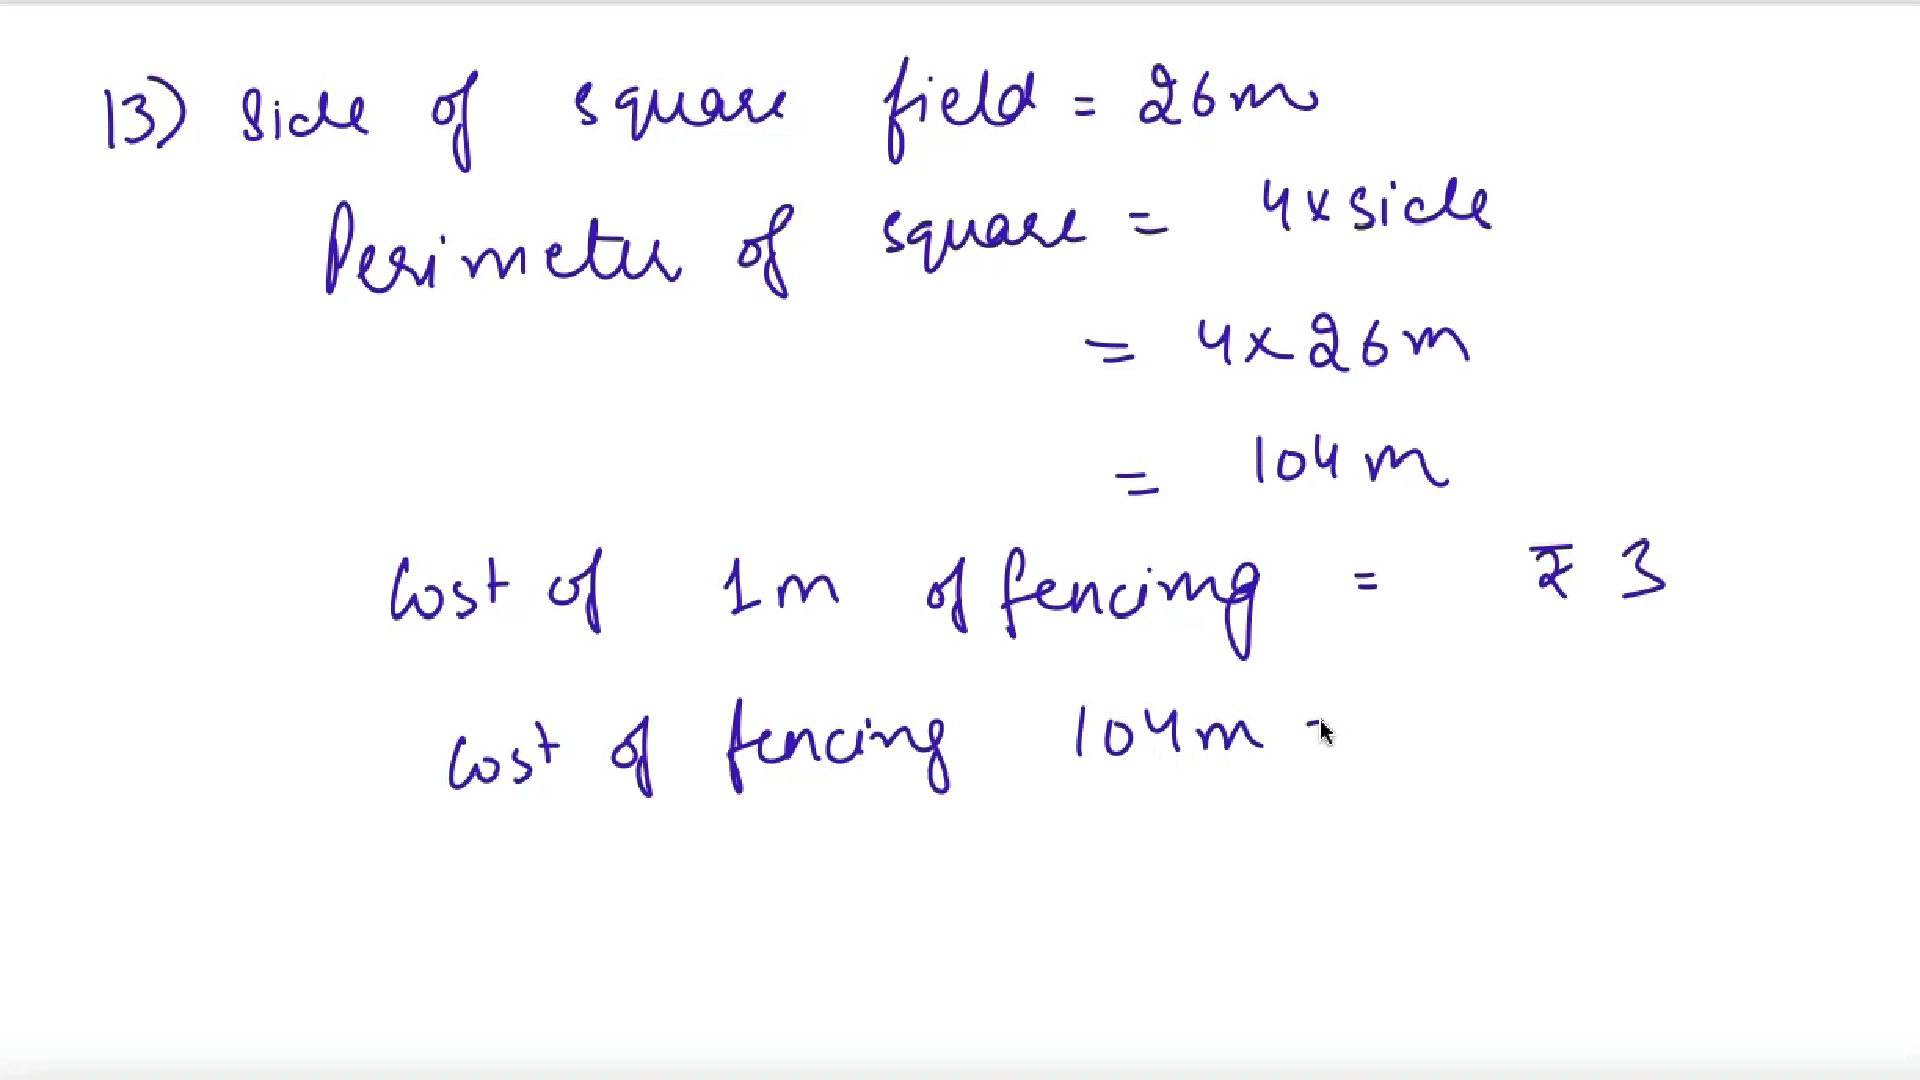 13) Side of square field = 26m
Perimeter of square = 4xside
= 4x26m
= 104 m
Cost of 1m of fencing = ₹ 3
Cost of fencing 104m =